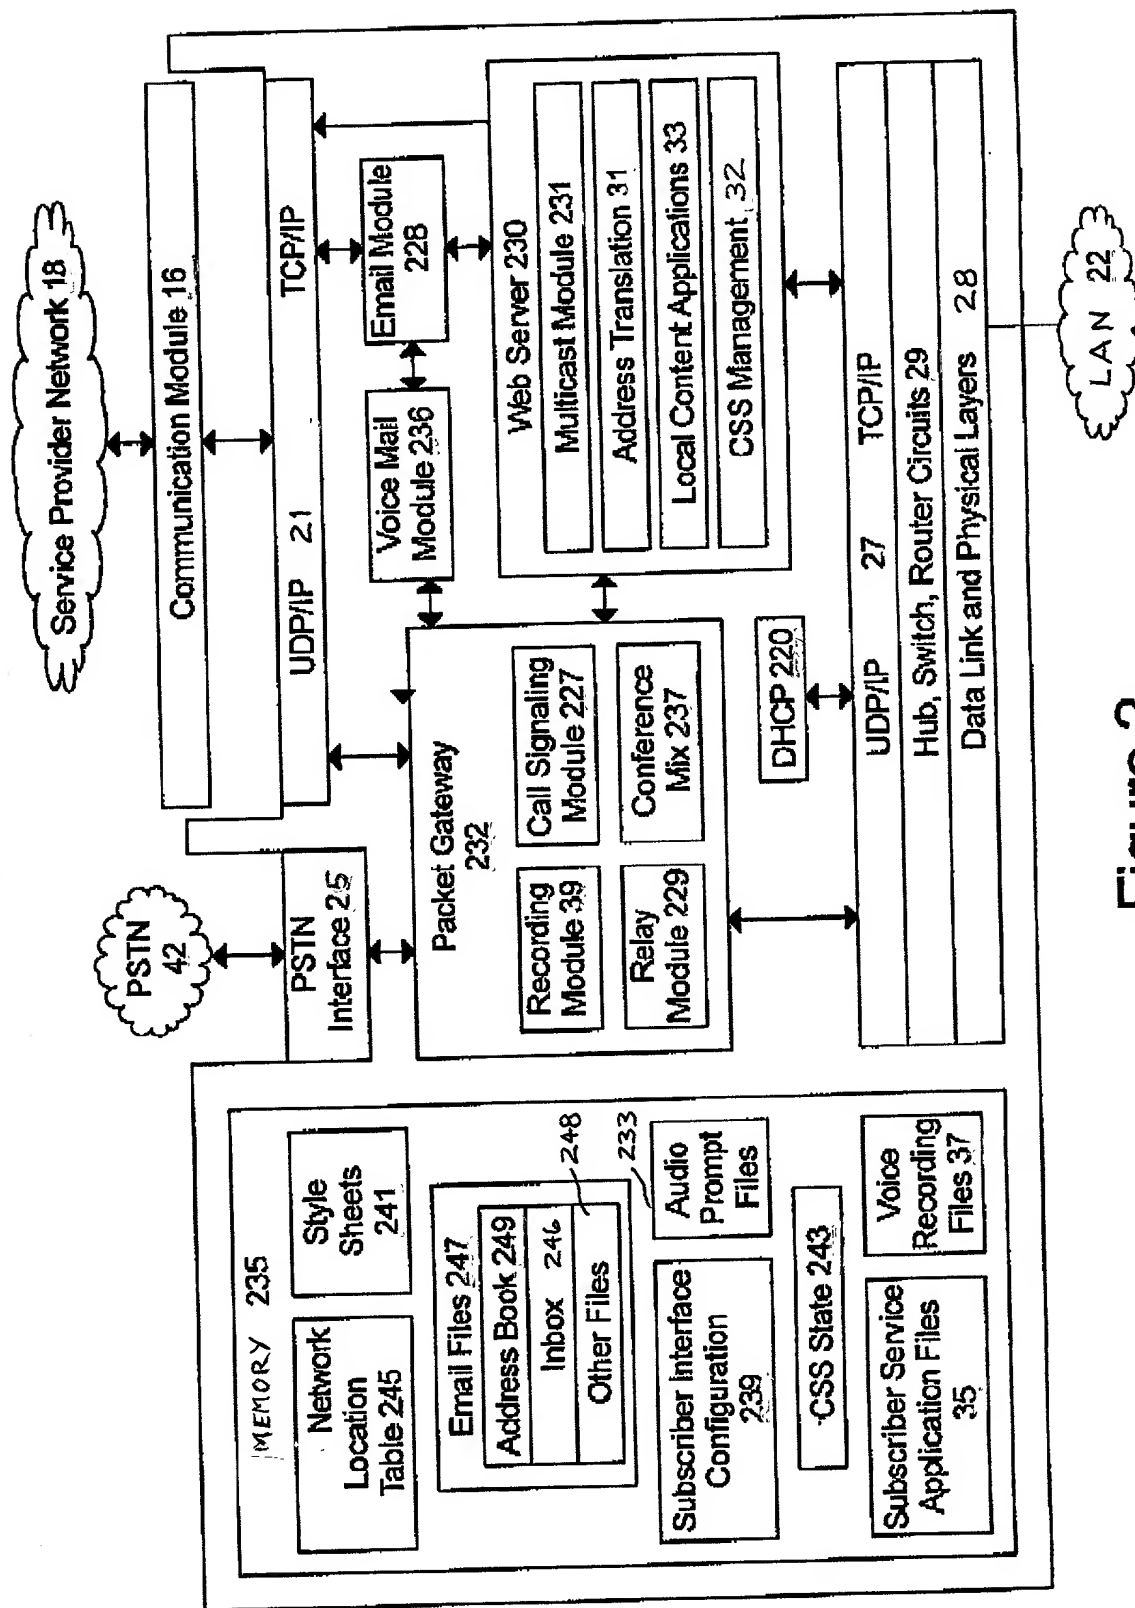 Service Provider Network 18
Communication Module 16
PSTN
42
PSTN
Interface 25
UDP/IP 21 TCP/IP
MEMORY 235
Network
Location
Table 245
Style
Sheets
241
Email Files 247
Address Book 249
Inbox 246
Other Files
248
233
Subscriber Interface
Configuration
239
Audio
Prompt
Files
CSS State 243
Subscriber Service
Application Files
35
Voice
Recording
Files 37
Packet Gateway
232
Recording
Module 39
Call Signaling
Module 227
Relay
Module 229
Conference
Mix 237
Voice Mail
Module 236
Email Module
228
Web Server 230
Multicast Module 231
Address Translation 31
Local Content Applications 33
CSS Management 32
DHCP 220
UDP/IP 27 TCP/IP
Hub, Switch, Router Circuits 29
Data Link and Physical Layers 28
LAN 22